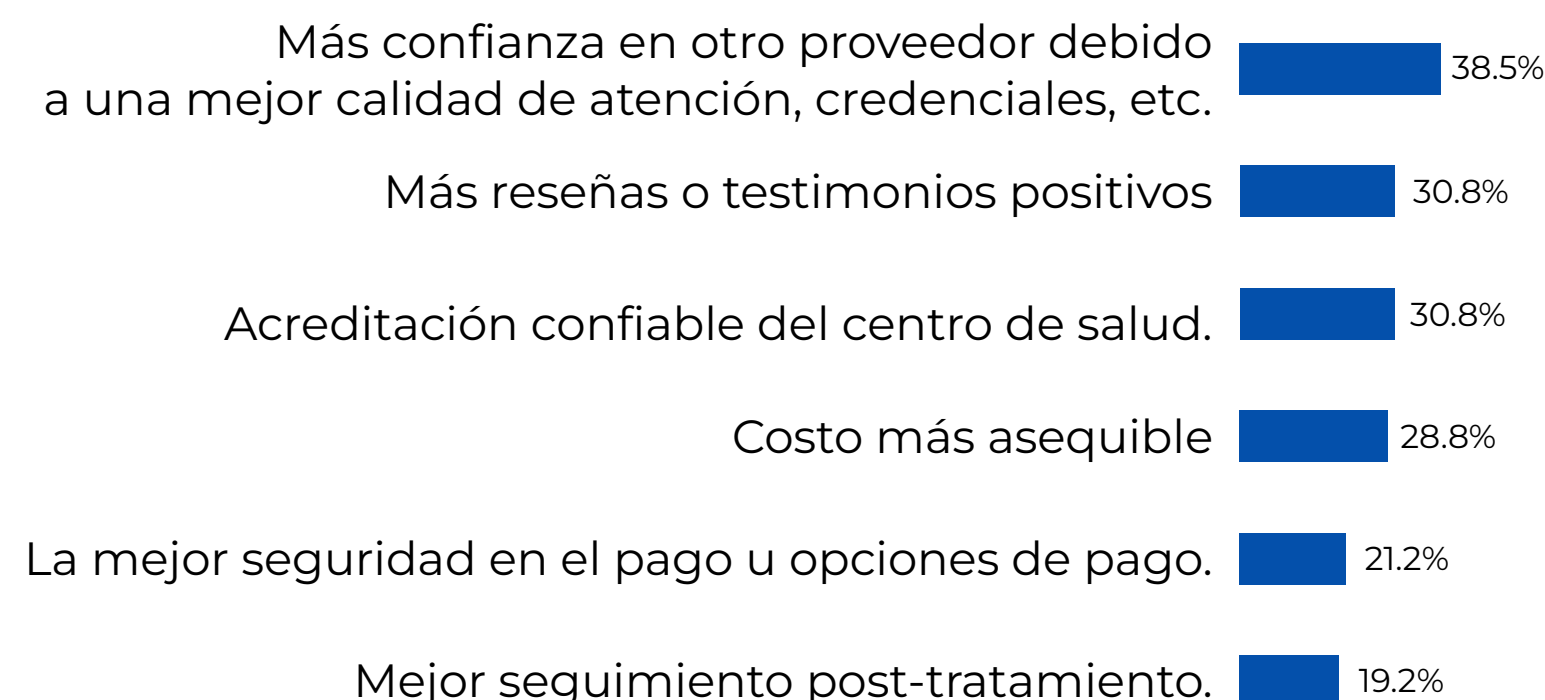 Más confianza en otro proveedor debido
a una mejor calidad de atención, credenciales, etc.
38.5%
Más reseñas o testimonios positivos
30.8%
Acreditación confiable del centro de salud.
30.8%
Costo más asequible
28.8%
La mejor seguridad en el pago u opciones de pago.
21.2%
Mejor seguimiento post-tratamiento.
19.2%